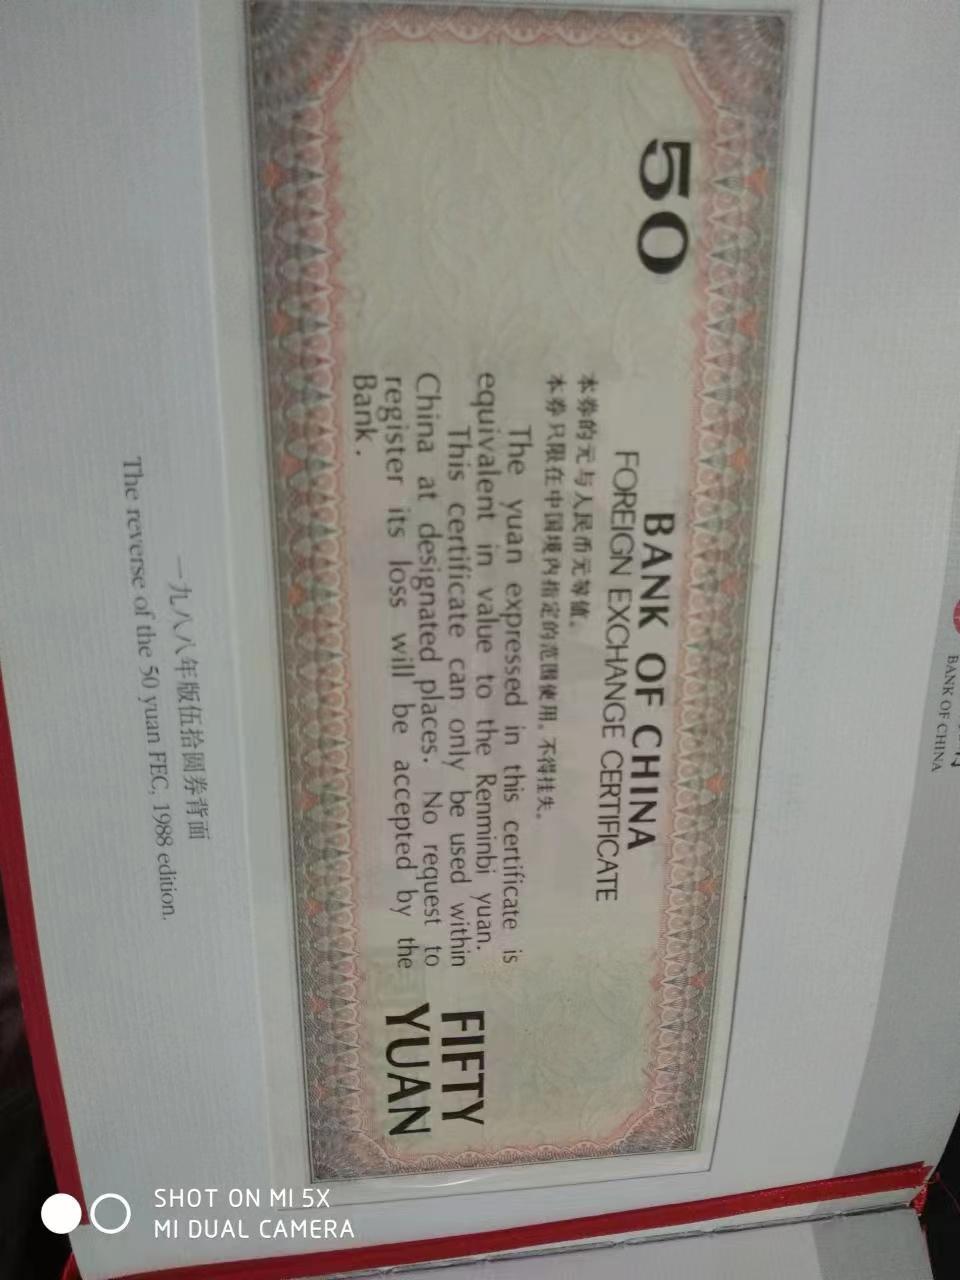 BANK OF CHINA
50
BANK OF CHINA
FOREIGN EXCHANGE CERTIFICATE
本券的元与人民币元等值。
本券只限在中国境内指定的范围使用。不得挂失。
The yuan expressed in this certificate is
equivalent in value to the Renminbi yuan.
This certificate can only be used within
China at designated places. No request to
register its loss will be accepted by the
Bank.
FIFTY
YUAN
一九八八年版伍拾圆券背面
The reverse of the 50 yuan FEC, 1988 edition.
SHOT ON MI 5X
MI DUAL CAMERA